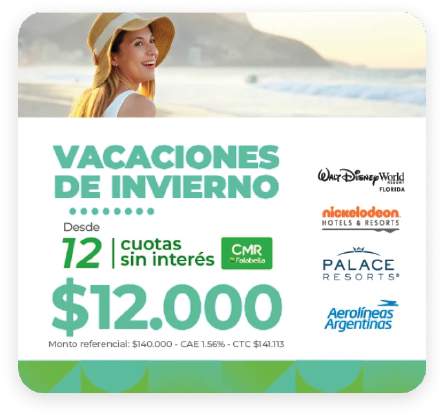 VACACIONES
DE INVIERNO
Desde
12 cuotas
sin interés
CMR
Falabella
$12.000
Monto referencial: $140.000 - CAE 1.56% - CTC $141.113
Walt Disney World
RESORT
FLORIDA
nickelodeon
HOTELS & RESORTS
PALACE
RESORTS®
Aerolíneas
Argentinas